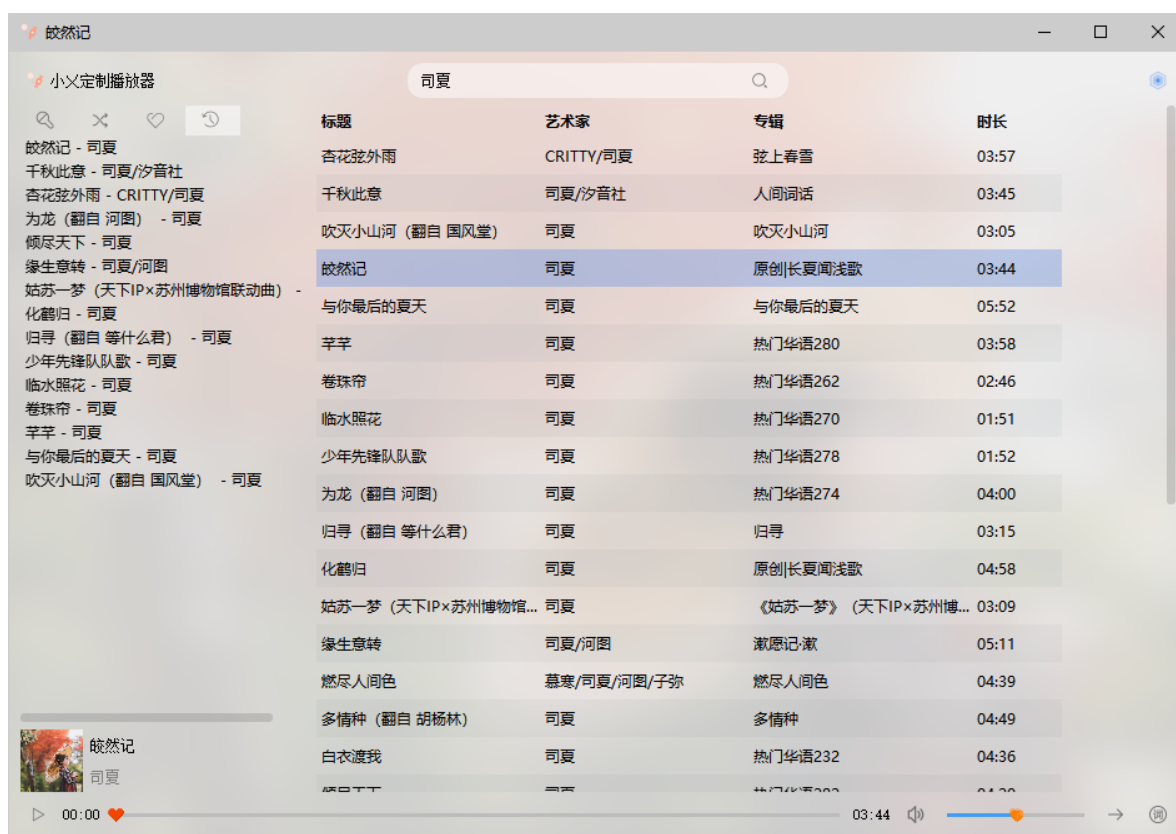 皎然记
小乂定制播放器
司夏
皎然记 - 司夏
千秋此意 - 司夏/汐音社
杏花弦外雨 - CRITTY/司夏
为龙（翻自 河图） - 司夏
倾尽天下 - 司夏
缘生意转 - 司夏/河图
姑苏一梦（天下IP×苏州博物馆联动曲） -
化鹤归 - 司夏
归寻（翻自 等什么君） - 司夏
少年先锋队队歌 - 司夏
临水照花 - 司夏
卷珠帘 - 司夏
芊芊 - 司夏
与你最后的夏天 - 司夏
吹灭小山河（翻自 国风堂） - 司夏
标题 艺术家 专辑 时长
杏花弦外雨 CRITTY/司夏 弦上春雪 03:57
千秋此意 司夏/汐音社 人间词话 03:45
吹灭小山河（翻自 国风堂） 司夏 吹灭小山河 03:05
皎然记 司夏 原创|长夏闻浅歌 03:44
与你最后的夏天 司夏 与你最后的夏天 05:52
芊芊 司夏 热门华语280 03:58
卷珠帘 司夏 热门华语262 02:46
临水照花 司夏 热门华语270 01:51
少年先锋队队歌 司夏 热门华语278 01:52
为龙（翻自 河图） 司夏 热门华语274 04:00
归寻（翻自 等什么君） 司夏 归寻 03:15
化鹤归 司夏 原创|长夏闻浅歌 04:58
姑苏一梦（天下IP×苏州博物馆... 司夏 《姑苏一梦》（天下IP×苏州博... 03:09
缘生意转 司夏/河图 漱愿记·漱 05:11
燃尽人间色 慕寒/司夏/河图/子弥 燃尽人间色 04:39
多情种（翻自 胡杨林） 司夏 多情种 04:49
白衣渡我 司夏 热门华语232 04:36
皎然记
司夏
00:00 03:44 词